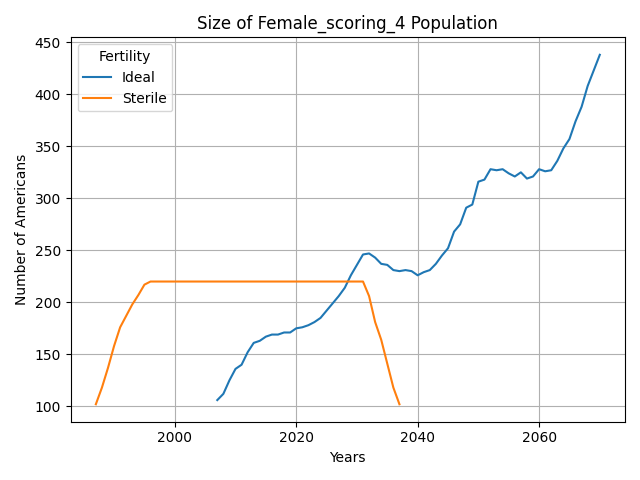 Size of Female_scoring_4 Population
Number of Americans
450
400
350
300
250
200
150
100
Fertility
Ideal
Sterile
2000 2020 2040 2060
Years